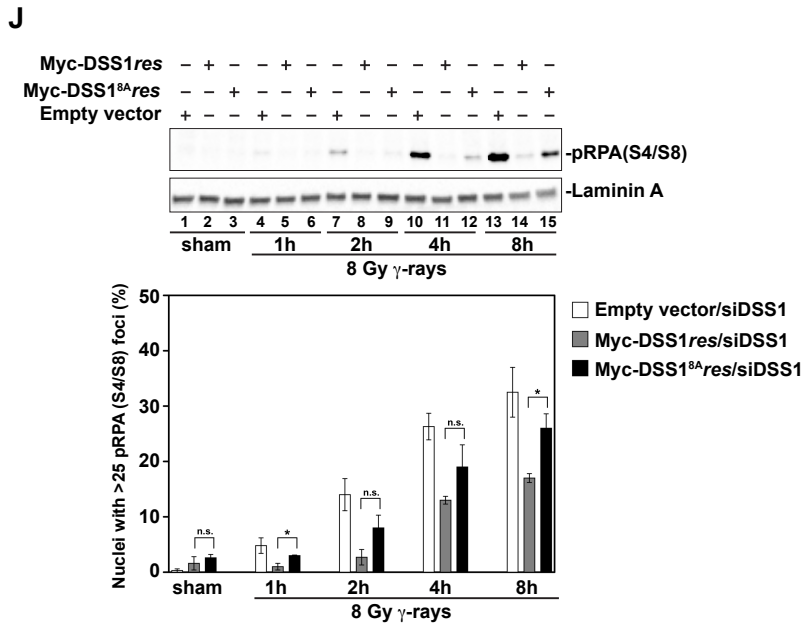 J
Myc-DSS1res − + − − + − − + − − + − − + −
Myc-DSS1⁸ᴬres − − + − − + − − + − − + − − +
Empty vector + − − + − − + − − + − − + − −
-pRPA(S4/S8)
-Laminin A
1 2 3 4 5 6 7 8 9 10 11 12 13 14 15
sham 1h 2h 4h 8h
8 Gy γ-rays
Nuclei with >25 pRPA (S4/S8) foci (%)
50
40
30
20
10
0
n.s. * n.s. n.s. *
Empty vector/siDSS1
Myc-DSS1res/siDSS1
Myc-DSS1⁸ᴬres/siDSS1
sham 1h 2h 4h 8h
8 Gy γ-rays